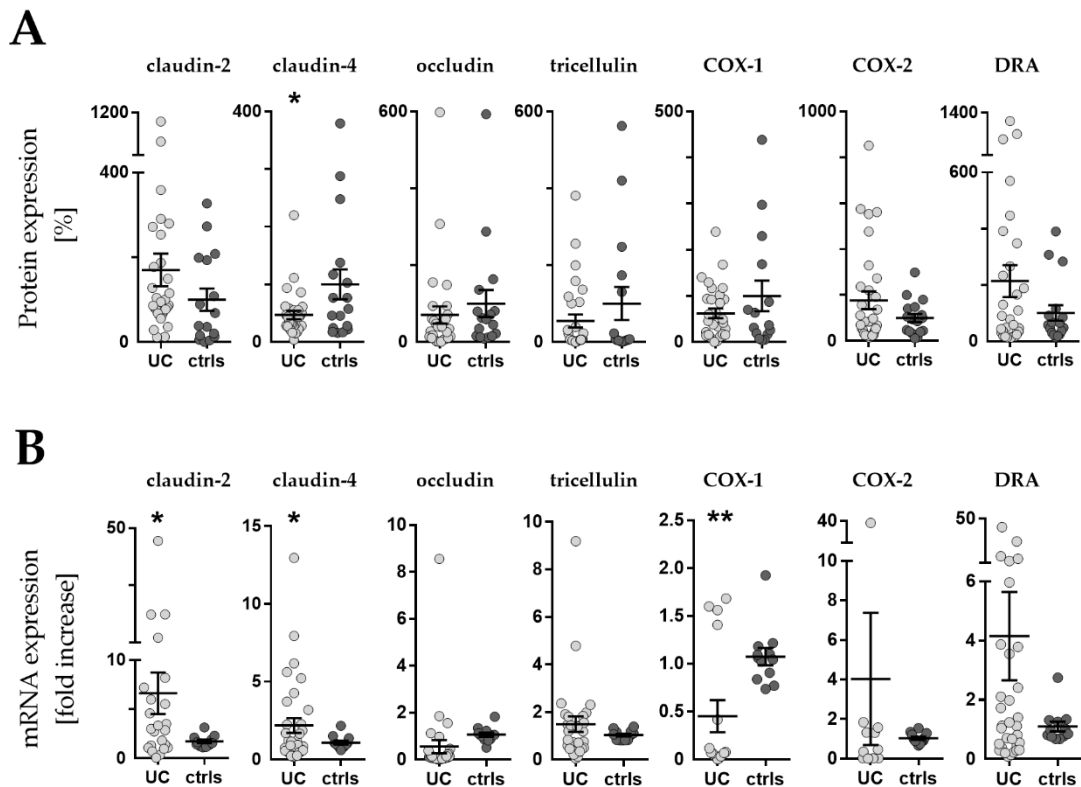 A
claudin-2 claudin-4 occludin tricellulin COX-1 COX-2 DRA
Protein expression
[%]
1200 400 0 UC ctrls
* 400 0 UC ctrls
600 0 UC ctrls
600 0 UC ctrls
500 0 UC ctrls
1000 0 UC ctrls
1400 600 0 UC ctrls
B
claudin-2 claudin-4 occludin tricellulin COX-1 COX-2 DRA
mRNA expression
[fold increase]
* 50 10 0 UC ctrls
* 15 10 5 0 UC ctrls
10 8 6 4 2 0 UC ctrls
10 8 6 4 2 0 UC ctrls
** 2.5 2.0 1.5 1.0 0.5 0.0 UC ctrls
40 10 8 6 4 2 0 UC ctrls
50 6 4 2 0 UC ctrls